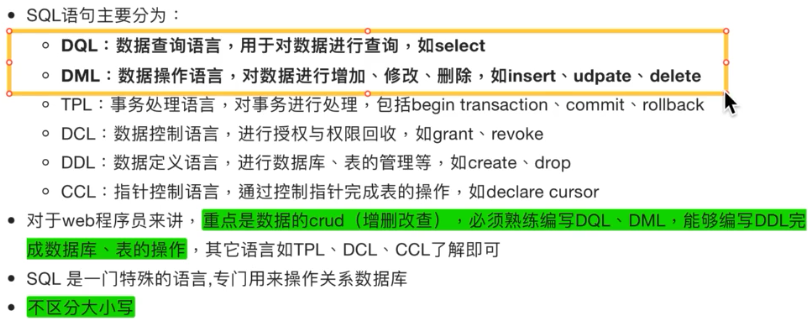 SQL语句主要分为：
DQL：数据查询语言，用于对数据进行查询，如select
DML：数据操作语言，对数据进行增加、修改、删除，如insert、udpate、delete
TPL：事务处理语言，对事务进行处理，包括begin transaction、commit、rollback
DCL：数据控制语言，进行授权与权限回收，如grant、revoke
DDL：数据定义语言，进行数据库、表的管理等，如create、drop
CCL：指针控制语言，通过控制指针完成表的操作，如declare cursor
对于web程序员来讲，重点是数据的crud（增删改查），必须熟练编写DQL、DML，能够编写DDL完
成数据库、表的操作，其它语言如TPL、DCL、CCL了解即可
SQL 是一门特殊的语言,专门用来操作关系数据库
不区分大小写